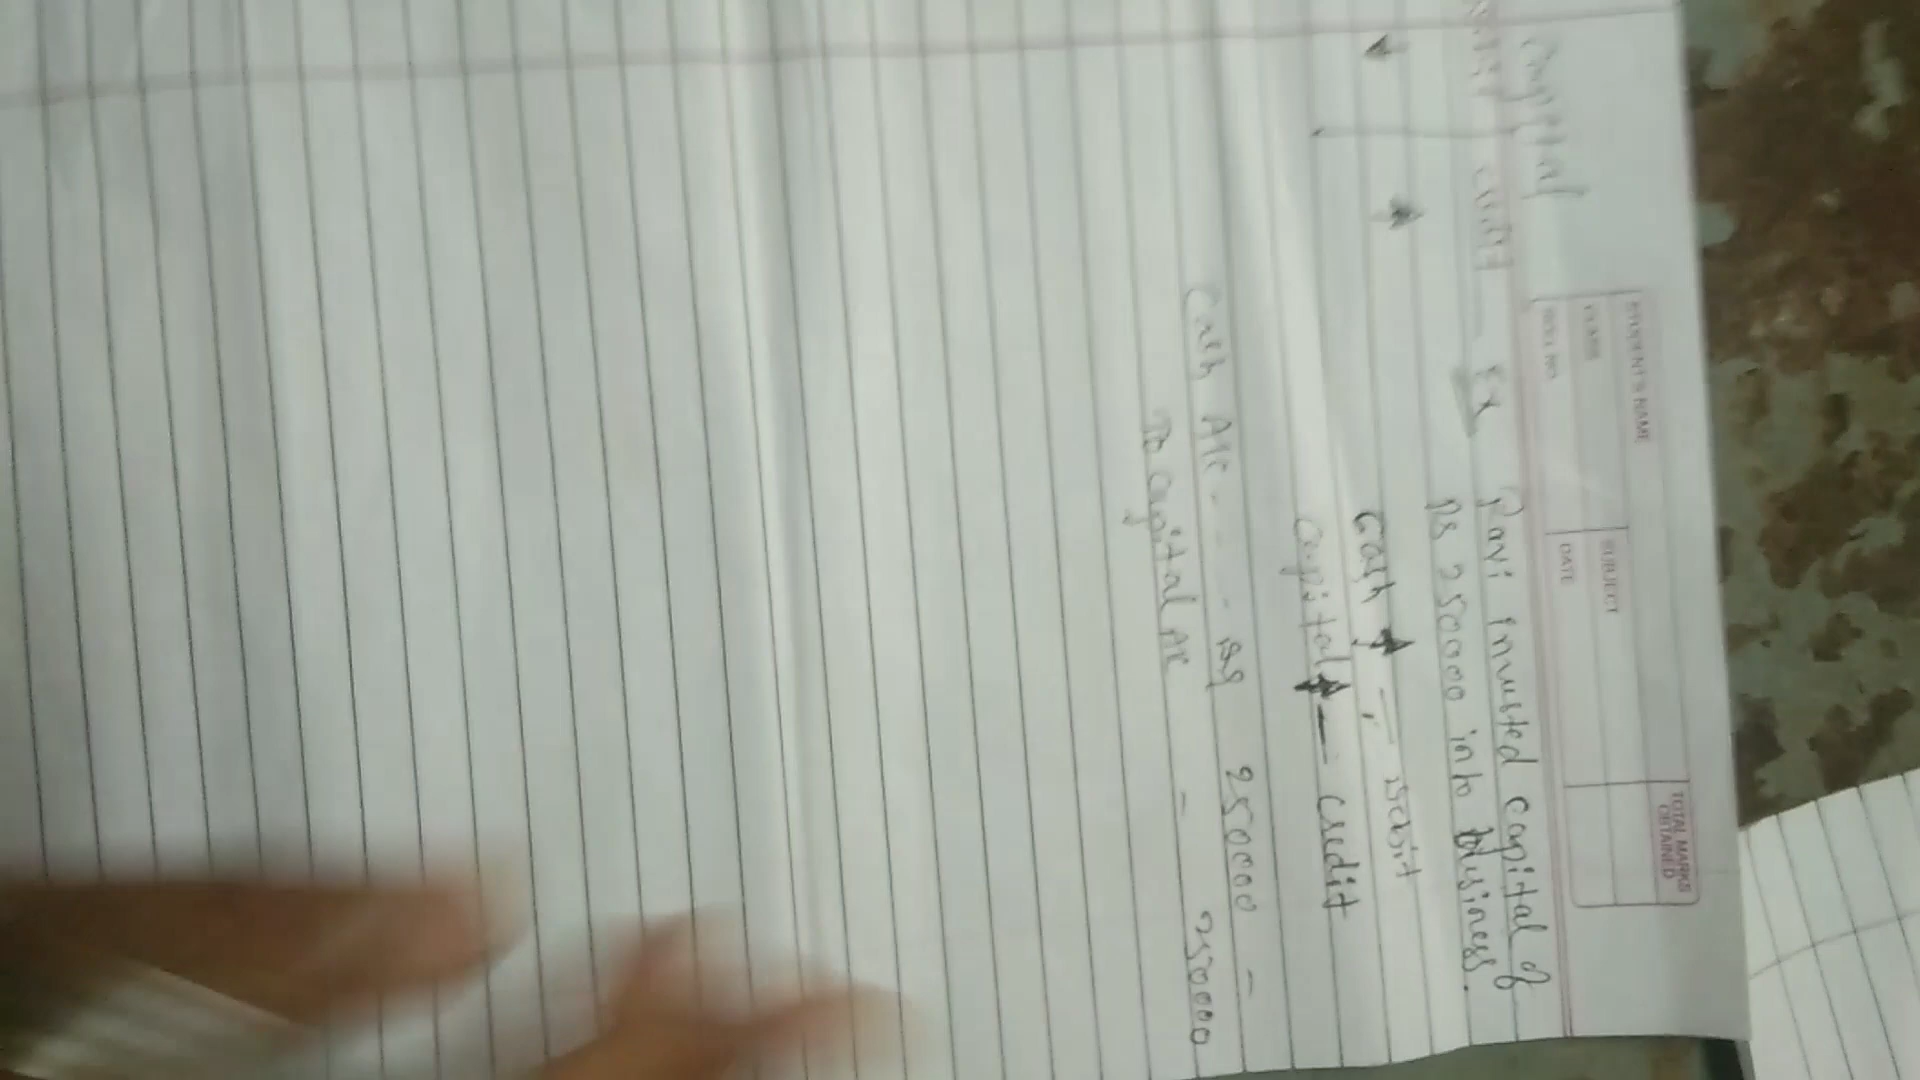 STUDENT'S NAME
CLASS
SUBJECT
ROLL NO.
DATE
TOTAL MARKS OBTAINED
Capital
credit
Ex Ravi invested capital of
Rs 250000 into business.
Cash - Debit
Capital - Credit
Cash A/c 250000 -
To Capital A/c - 250000